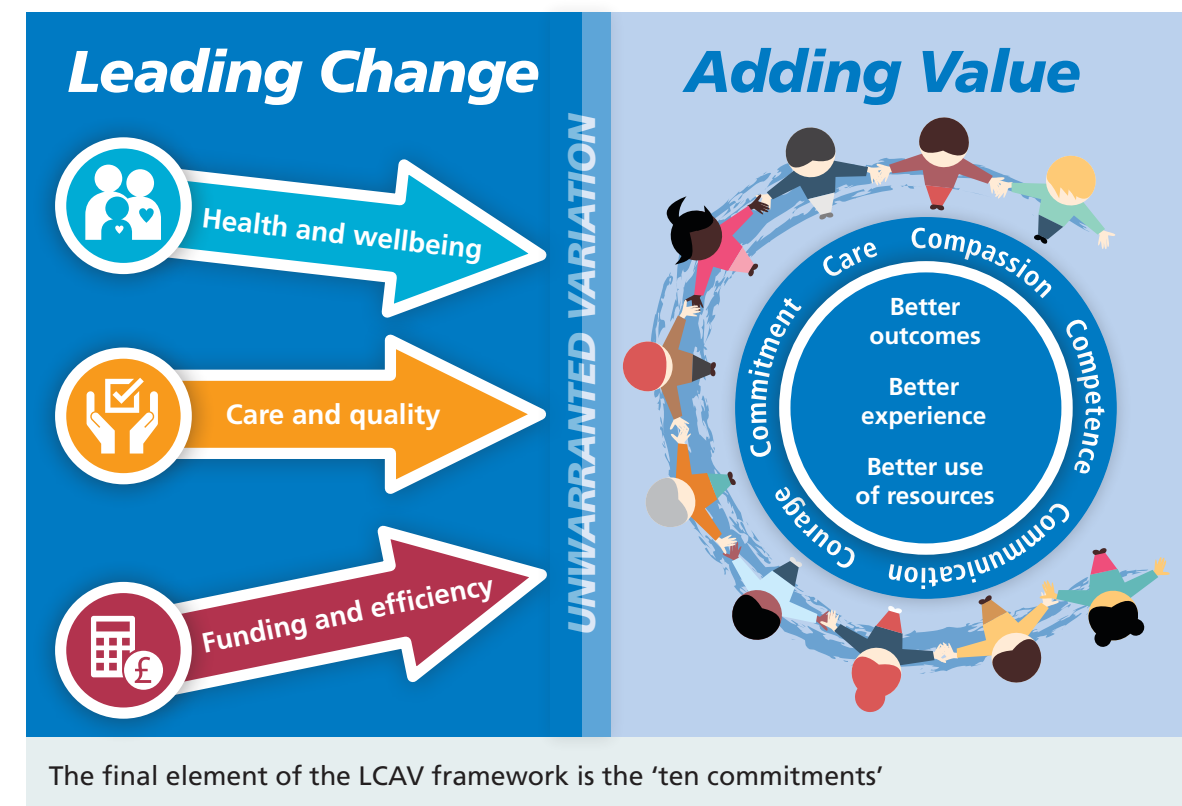 Leading Change
Adding Value
Health and wellbeing
Care and quality
Funding and efficiency
£
UNWARRANTED VARIATION
Care
Compassion
Competence
Communication
Courage
Commitment
Better
outcomes
Better
experience
Better use
of resources
The final element of the LCAV framework is the ‘ten commitments’